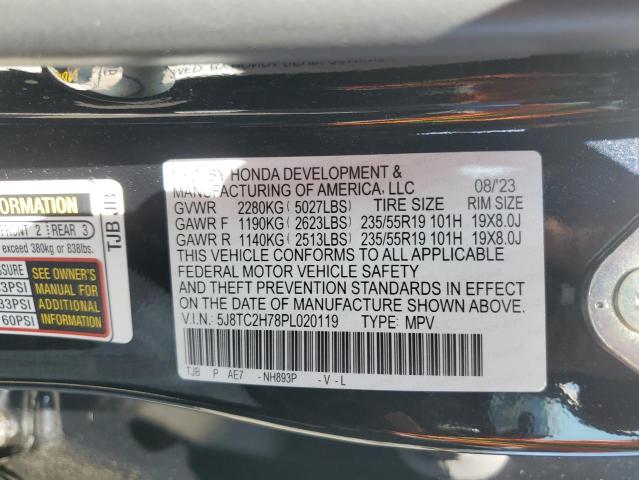 BY HONDA DEVELOPMENT &
MANUFACTURING OF AMERICA, LLC 08/'23
GVWR 2280KG (5027LBS) TIRE SIZE RIM SIZE
GAWR F 1190KG (2623LBS) 235/55R19 101H 19X8.0J
GAWR R 1140KG (2513LBS) 235/55R19 101H 19X8.0J
THIS VEHICLE CONFORMS TO ALL APPLICABLE
FEDERAL MOTOR VEHICLE SAFETY
AND THEFT PREVENTION STANDARDS IN EFFECT
ON THE DATE OF MANUFACTURE SHOWN ABOVE.
V.I.N.: 5J8TC2H78PL020119 TYPE: MPV
TJB P AE7 -NH893P -V-L
FRONT 2 REAR 3
exceed 380kg or 838lbs.
SEE OWNER'S
MANUAL FOR
ADDITIONAL
INFORMATION
33PSI
60PSI
TJB JTB